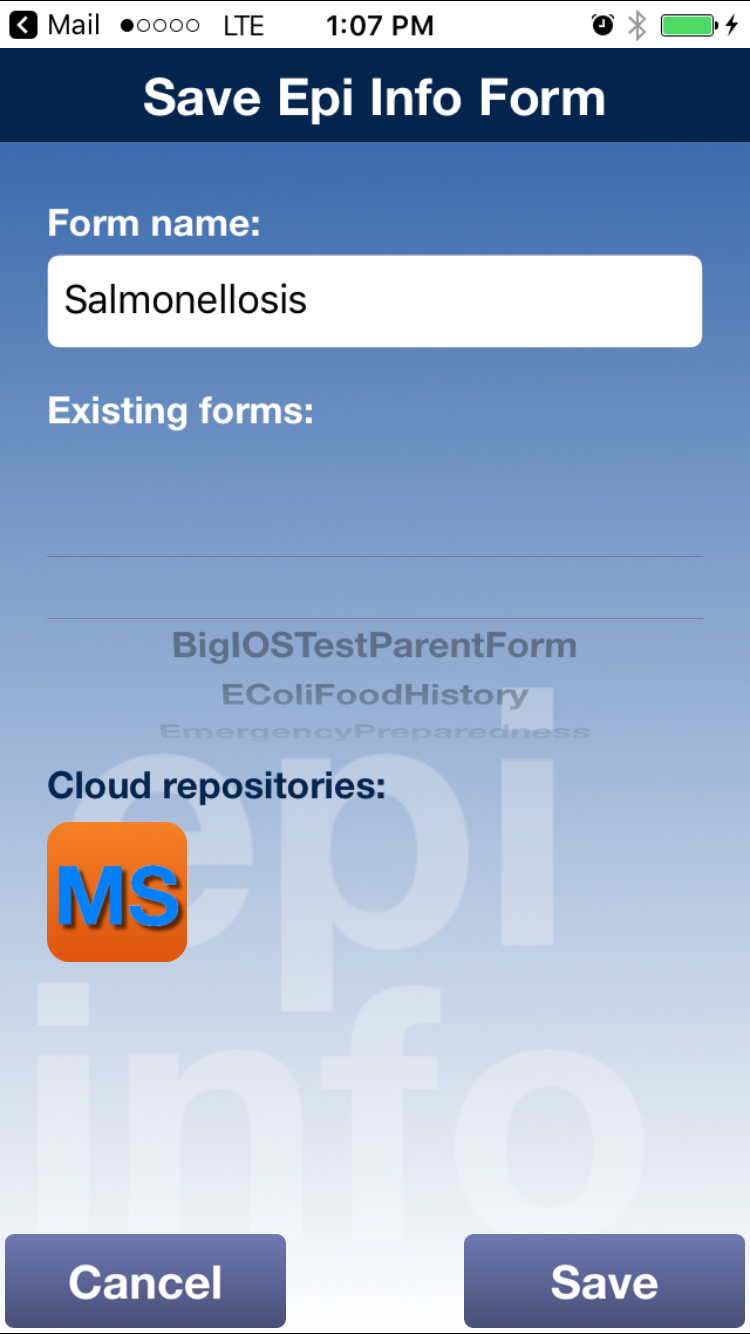 Mail LTE 1:07 PM
Save Epi Info Form
Form name:
Salmonellosis
Existing forms:
BigIOSTestParentForm
EColiFoodHistory
EmergencyPreparedness
Cloud repositories:
MS
epi
info
Cancel Save